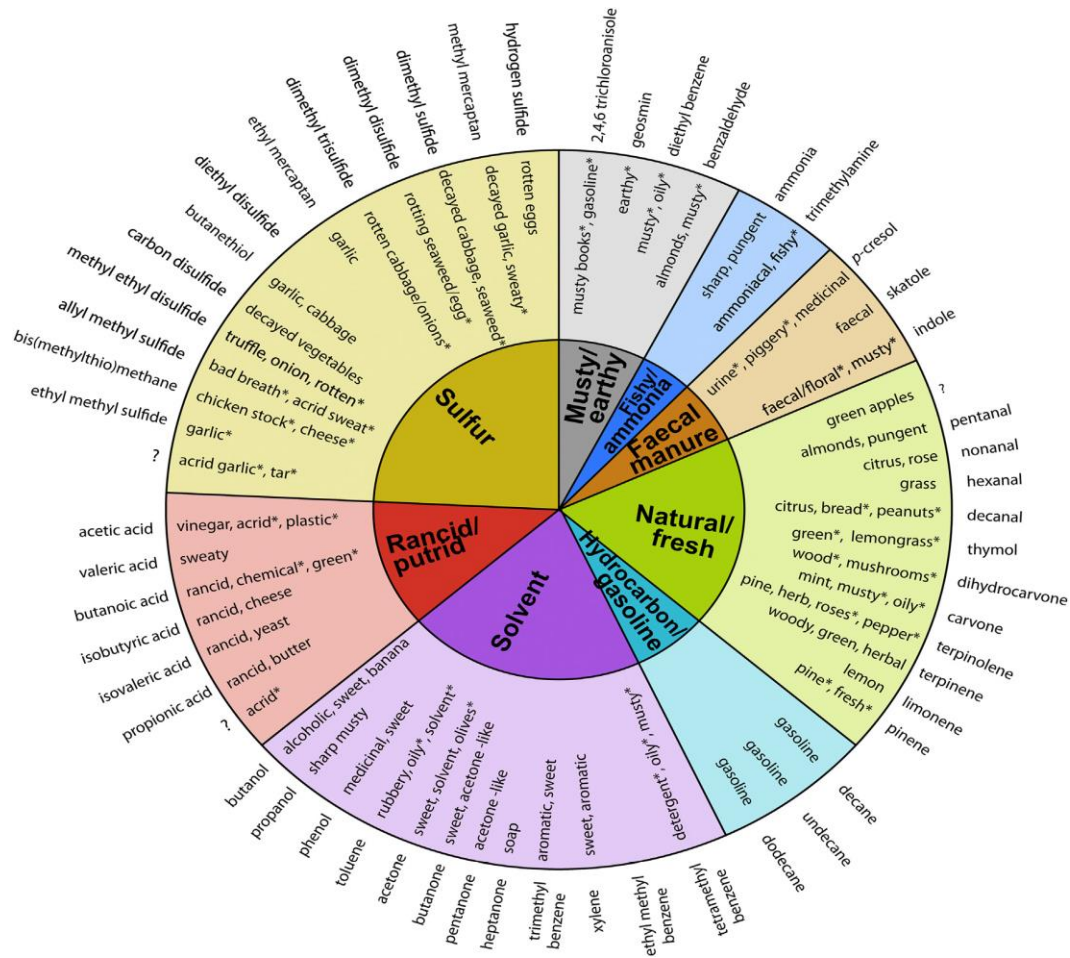 2,4,6 trichloroanisole
geosmin
diethyl benzene
benzaldehyde
ammonia
trimethylamine
p-cresol
skatole
indole
?
pentanal
nonanal
hexanal
decanal
thymol
dihydrocarvone
carvone
terpinolene
terpinene
limonene
pinene
decane
undecane
dodecane
tetramethyl
benzene
ethyl methyl
benzene
xylene
trimethyl
benzene
heptanone
pentanone
butanone
acetone
toluene
phenol
propanol
butanol
?
propionic acid
isovaleric acid
isobutyric acid
butanoic acid
valeric acid
acetic acid
?
ethyl methyl sulfide
bis(methylthio)methane
allyl methyl sulfide
methyl ethyl disulfide
carbon disulfide
butanethiol
diethyl disulfide
ethyl mercaptan
dimethyl trisulfide
dimethyl disulfide
dimethyl sulfide
methyl mercaptan
hydrogen sulfide
musty books*, gasoline*
earthy*
musty*, oily*
almonds, musty*
sharp, pungent
ammoniacal, fishy*
urine*, piggery*, medicinal
faecal
faecal/floral*, musty*
green apples
almonds, pungent
citrus, rose
grass
citrus, bread*, peanuts*
green*, lemongrass*
wood*, mushrooms*
mint, musty*, oily*
pine, herb, roses*, pepper*
woody, green, herbal
lemon
pine*, fresh*
gasoline
gasoline
gasoline
detergent*, oily*, musty*
sweet, aromatic
aromatic, sweet
soap
acetone -like
sweet, acetone -like
sweet, solvent, olives*
rubbery, oily*, solvent*
medicinal, sweet
sharp musty
alcoholic, sweet, banana
acrid*
rancid, butter
rancid, yeast
rancid, cheese
rancid, chemical*, green*
sweaty
vinegar, acrid*, plastic*
acrid garlic*, tar*
garlic*
chicken stock*, cheese*
bad breath*, acrid sweat*
truffle, onion, rotten*
decayed vegetables
garlic, cabbage
garlic
rotten cabbage/onions*
rotting seaweed/egg*
decayed cabbage, seaweed*
decayed garlic, sweaty*
rotten eggs
Musty/
earthy
Fishy/
ammonia
Faecal
manure
Natural/
fresh
Hydrocarbon/
gasoline
Solvent
Rancid/
putrid
Sulfur